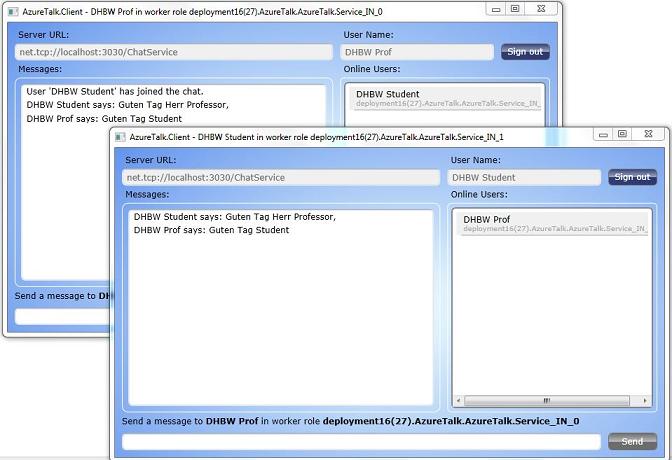 AzureTalk.Client - DHBW Prof in worker role deployment16(27).AzureTalk.AzureTalk.Service_IN_0
Server URL:
User Name:
net.tcp://localhost:3030/ChatService
DHBW Prof
Sign out
Messages:
Online Users:
User 'DHBW Student' has joined the chat.
DHBW Student says: Guten Tag Herr Professor,
DHBW Prof says: Guten Tag Student
DHBW Student
deployment16(27).AzureTalk.AzureTalk.Service_IN_
Send a message to DH
AzureTalk.Client - DHBW Student in worker role deployment16(27).AzureTalk.AzureTalk.Service_IN_1
Server URL:
User Name:
net.tcp://localhost:3030/ChatService
DHBW Student
Sign out
Messages:
Online Users:
DHBW Student says: Guten Tag Herr Professor,
DHBW Prof says: Guten Tag Student
DHBW Prof
deployment16(27).AzureTalk.AzureTalk.Service_IN_
Send a message to DHBW Prof in worker role deployment16(27).AzureTalk.AzureTalk.Service_IN_0
Send